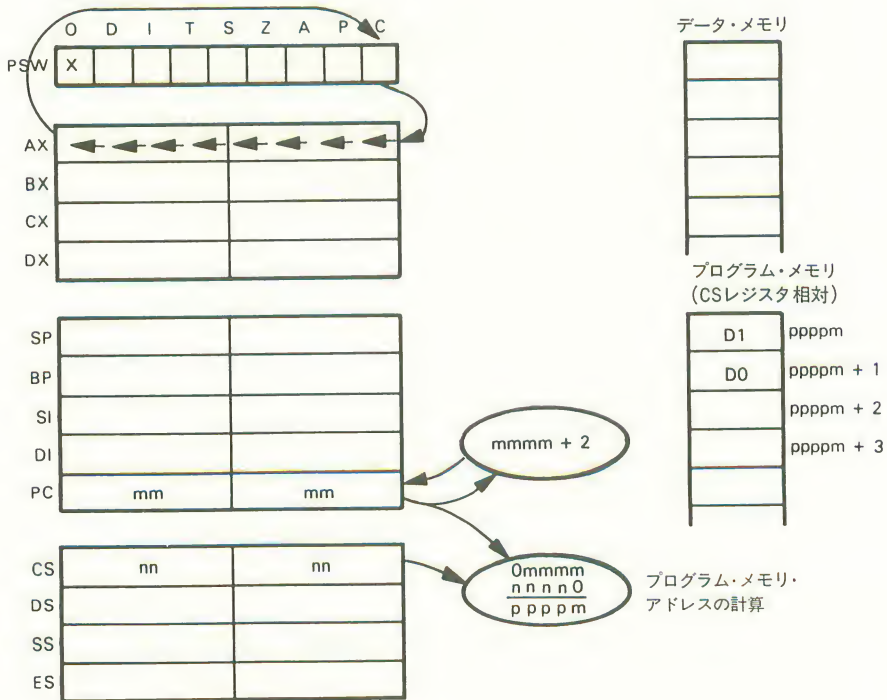 O D I T S Z A P C
PSW X
AX
BX
CX
DX
SP
BP
SI
DI
PC mm mm
mmmm + 2
CS nn nn
DS
SS
ES
0mmmm
nnnn0
ppppm
プログラム・メモリ・
アドレスの計算
データ・メモリ
プログラム・メモリ
(CSレジスタ相対)
D1 ppppm
D0 ppppm + 1
ppppm + 2
ppppm + 3